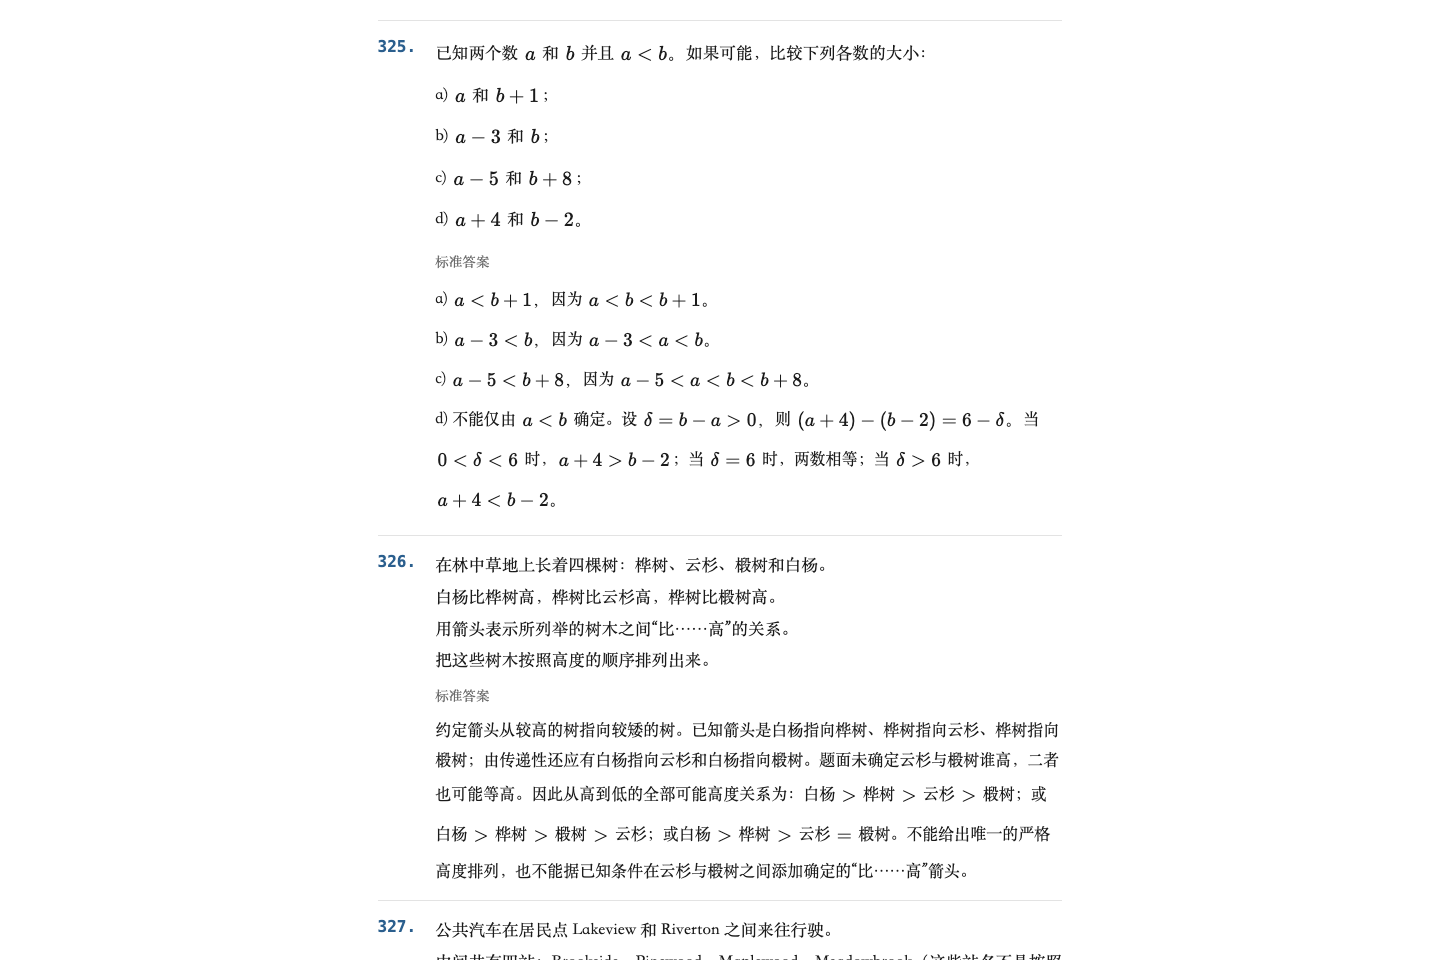 325.
已知两个数 a 和 b 并且 a < b。如果可能，比较下列各数的大小：
a) a 和 b + 1；
b) a − 3 和 b；
c) a − 5 和 b + 8；
d) a + 4 和 b − 2。
标准答案
a) a < b + 1，因为 a < b < b + 1。
b) a − 3 < b，因为 a − 3 < a < b。
c) a − 5 < b + 8，因为 a − 5 < a < b < b + 8。
d) 不能仅由 a < b 确定。设 δ = b − a > 0，则 (a + 4) − (b − 2) = 6 − δ。当
0 < δ < 6 时，a + 4 > b − 2；当 δ = 6 时，两数相等；当 δ > 6 时，
a + 4 < b − 2。
326.
在林中草地上长着四棵树：桦树、云杉、椴树和白杨。
白杨比桦树高，桦树比云杉高，桦树比椴树高。
用箭头表示所列举的树木之间“比……高”的关系。
把这些树木按照高度的顺序排列出来。
标准答案
约定箭头从较高的树指向较矮的树。已知箭头是白杨指向桦树、桦树指向云杉、桦树指向
椴树；由传递性还应有白杨指向云杉和白杨指向椴树。题面未确定云杉与椴树谁高，二者
也可能等高。因此从高到低的全部可能高度关系为：白杨 > 桦树 > 云杉 > 椴树；或
白杨 > 桦树 > 椴树 > 云杉；或白杨 > 桦树 > 云杉 = 椴树。不能给出唯一的严格
高度排列，也不能据已知条件在云杉与椴树之间添加确定的“比……高”箭头。
327.
公共汽车在居民点 Lakeview 和 Riverton 之间来往行驶。